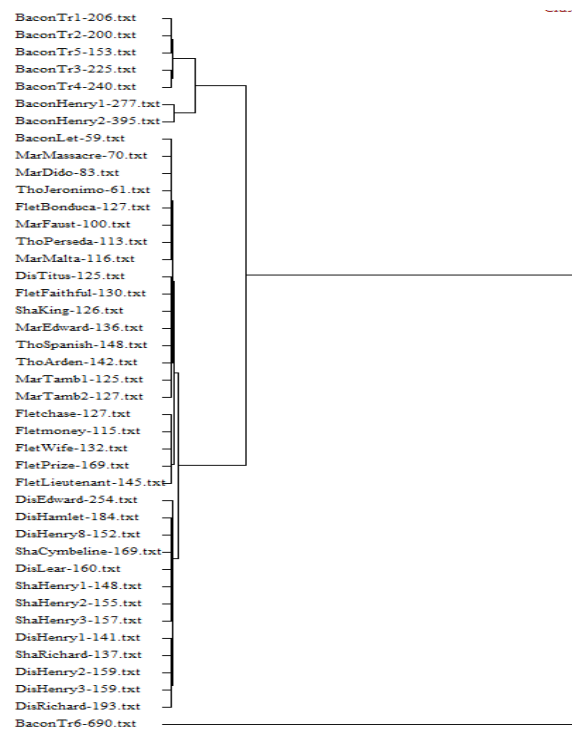 BaconTr1-206.txt
BaconTr2-200.txt
BaconTr5-153.txt
BaconTr3-225.txt
BaconTr4-240.txt
BaconHenry1-277.txt
BaconHenry2-395.txt
BaconLet-59.txt
MarMassacre-70.txt
MarDido-83.txt
ThoJeronimo-61.txt
FletBonduca-127.txt
MarFaust-100.txt
ThoPerseda-113.txt
MarMalta-116.txt
DisTitus-125.txt
FletFaithful-130.txt
ShaKing-126.txt
MarEdward-136.txt
ThoSpanish-148.txt
ThoArden-142.txt
MarTamb1-125.txt
MarTamb2-127.txt
Fletchase-127.txt
Fletmoney-115.txt
FletWife-132.txt
FletPrize-169.txt
FletLieutenant-145.txt
DisEdward-254.txt
DisHamlet-184.txt
DisHenry8-152.txt
ShaCymbeline-169.txt
DisLear-160.txt
ShaHenry1-148.txt
ShaHenry2-155.txt
ShaHenry3-157.txt
DisHenry1-141.txt
ShaRichard-137.txt
DisHenry2-159.txt
DisHenry3-159.txt
DisRichard-193.txt
BaconTr6-690.txt